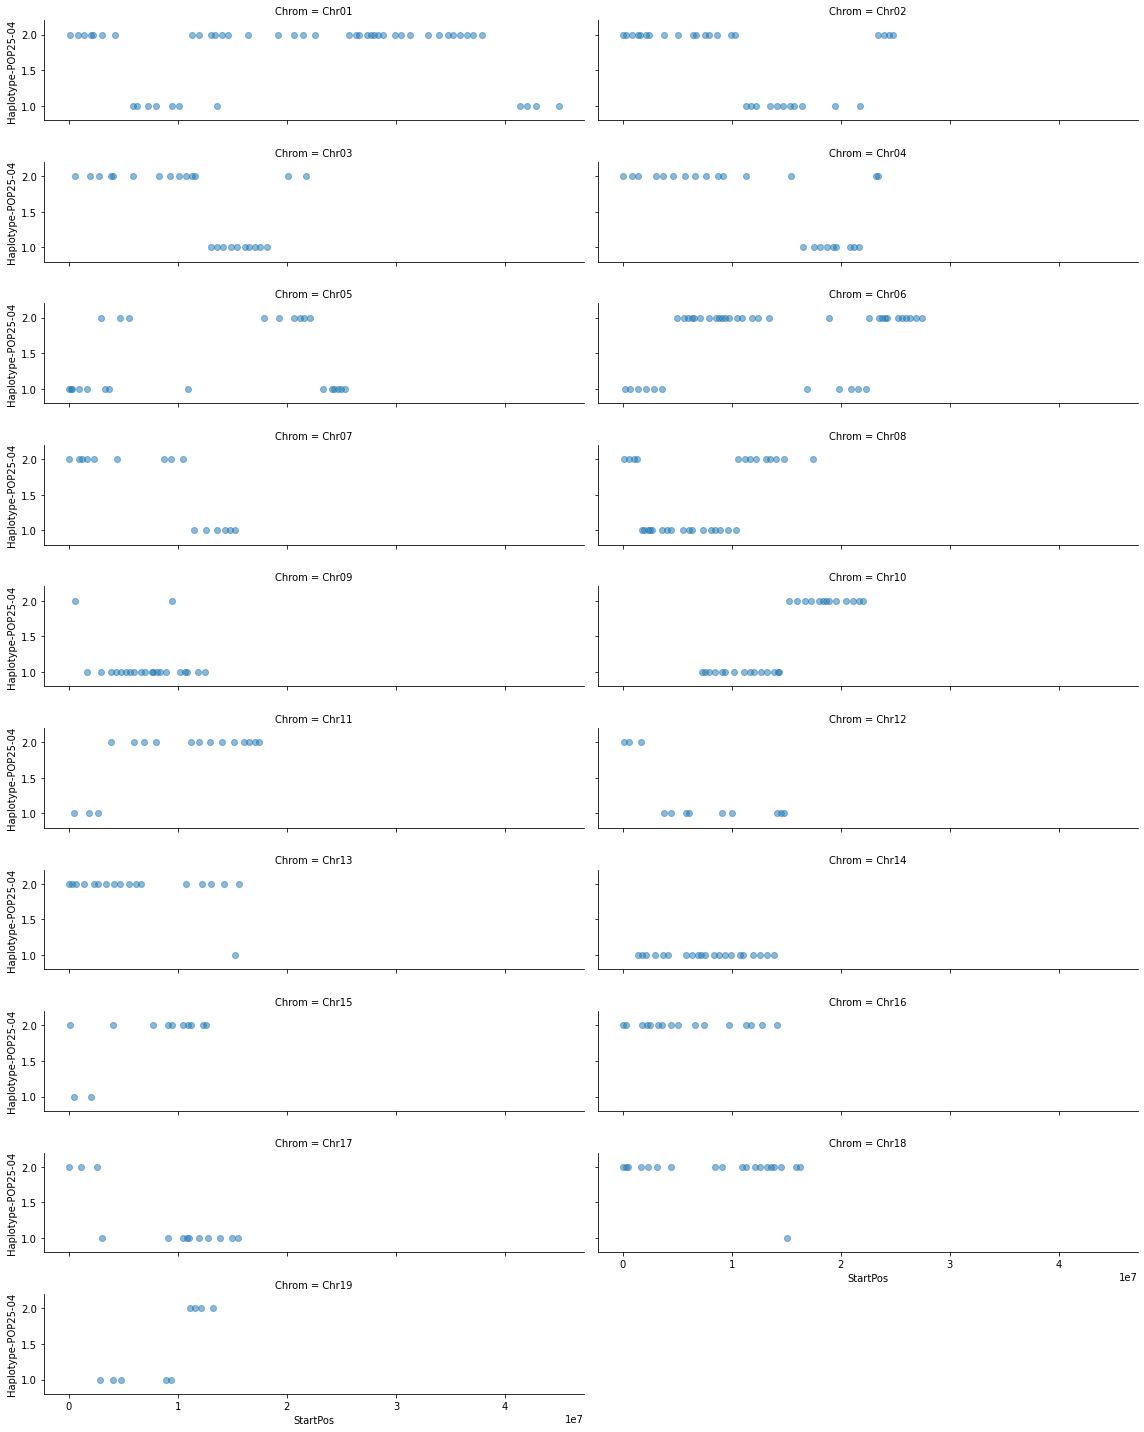 Chrom = Chr01
Chrom = Chr02
Haplotype-POP25-04
2.0
1.5
1.0
Chrom = Chr03
Chrom = Chr04
Haplotype-POP25-04
2.0
1.5
1.0
Chrom = Chr05
Chrom = Chr06
Haplotype-POP25-04
2.0
1.5
1.0
Chrom = Chr07
Chrom = Chr08
Haplotype-POP25-04
2.0
1.5
1.0
Chrom = Chr09
Chrom = Chr10
Haplotype-POP25-04
2.0
1.5
1.0
Chrom = Chr11
Chrom = Chr12
Haplotype-POP25-04
2.0
1.5
1.0
Chrom = Chr13
Chrom = Chr14
Haplotype-POP25-04
2.0
1.5
1.0
Chrom = Chr15
Chrom = Chr16
Haplotype-POP25-04
2.0
1.5
1.0
Chrom = Chr17
Chrom = Chr18
Haplotype-POP25-04
2.0
1.5
1.0
0 1 2 3 4
StartPos
1e7
Chrom = Chr19
Haplotype-POP25-04
2.0
1.5
1.0
0 1 2 3 4
StartPos
1e7